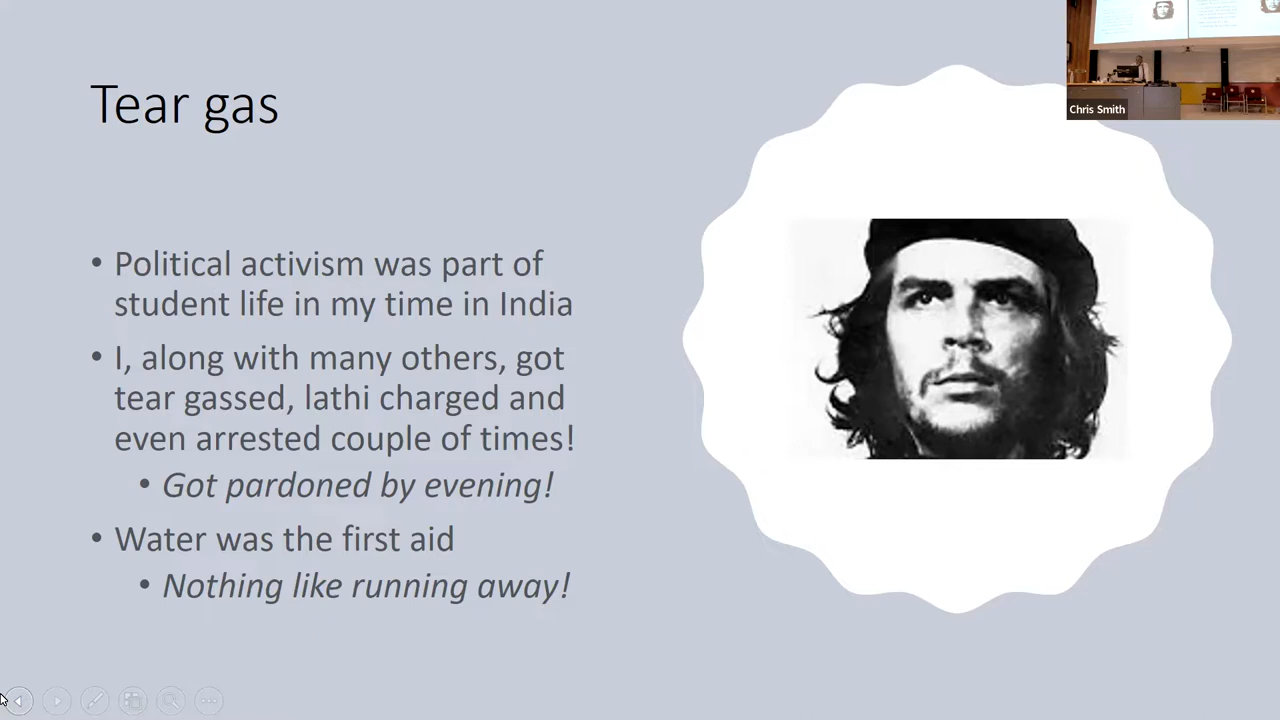 Tear gas
Chris Smith
• Political activism was part of
student life in my time in India
• I, along with many others, got
tear gassed, lathi charged and
even arrested couple of times!
• Got pardoned by evening!
• Water was the first aid
• Nothing like running away!